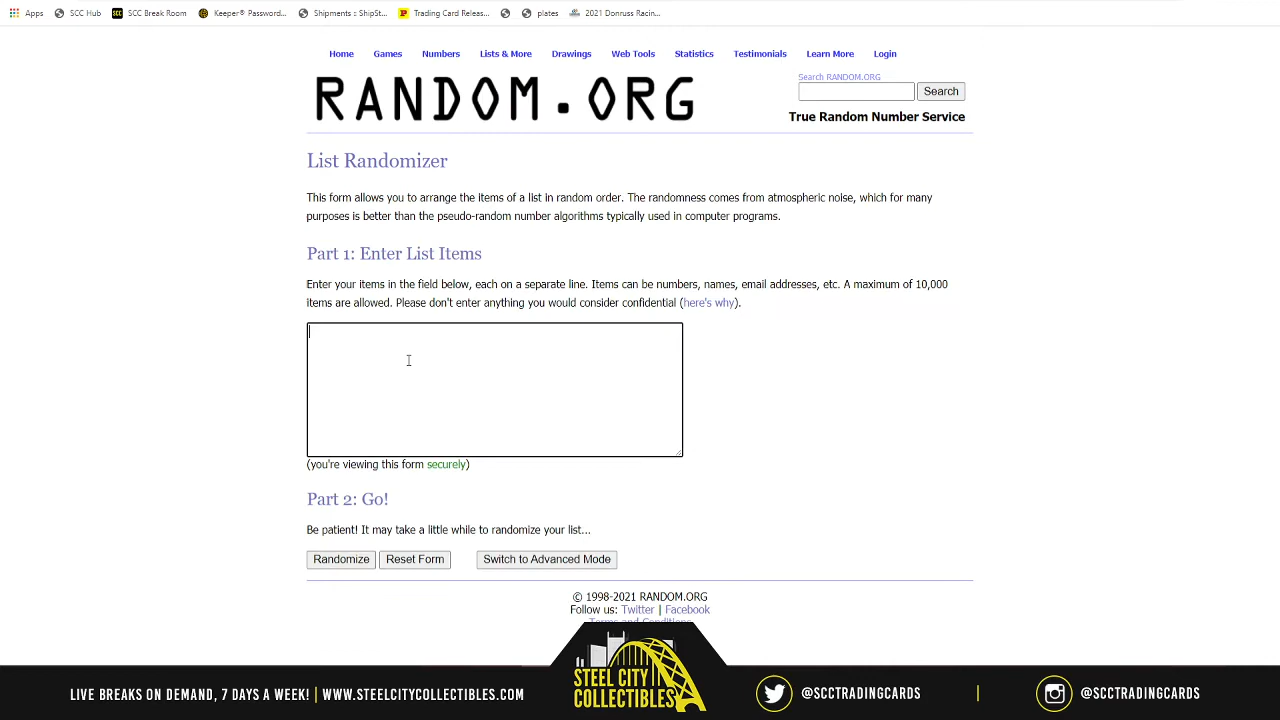 Apps SCC Hub SCC Break Room Keeper® Password... Shipments :: ShipSt... Trading Card Releas... plates 2021 Donruss Racin...
Home Games Numbers Lists & More Drawings Web Tools Statistics Testimonials Learn More Login
RANDOM.ORG
Search RANDOM.ORG
Search
True Random Number Service
List Randomizer
This form allows you to arrange the items of a list in random order. The randomness comes from atmospheric noise, which for many
purposes is better than the pseudo-random number algorithms typically used in computer programs.
Part 1: Enter List Items
Enter your items in the field below, each on a separate line. Items can be numbers, names, email addresses, etc. A maximum of 10,000
items are allowed. Please don't enter anything you would consider confidential (here's why).
(you're viewing this form securely)
Part 2: Go!
Be patient! It may take a little while to randomize your list...
Randomize Reset Form Switch to Advanced Mode
© 1998-2021 RANDOM.ORG
Follow us: Twitter | Facebook
Terms and Conditions
STEEL CITY
COLLECTIBLES
LIVE BREAKS ON DEMAND, 7 DAYS A WEEK! | WWW.STEELCITYCOLLECTIBLES.COM @SCCTRADINGCARDS | @SCCTRADINGCARDS